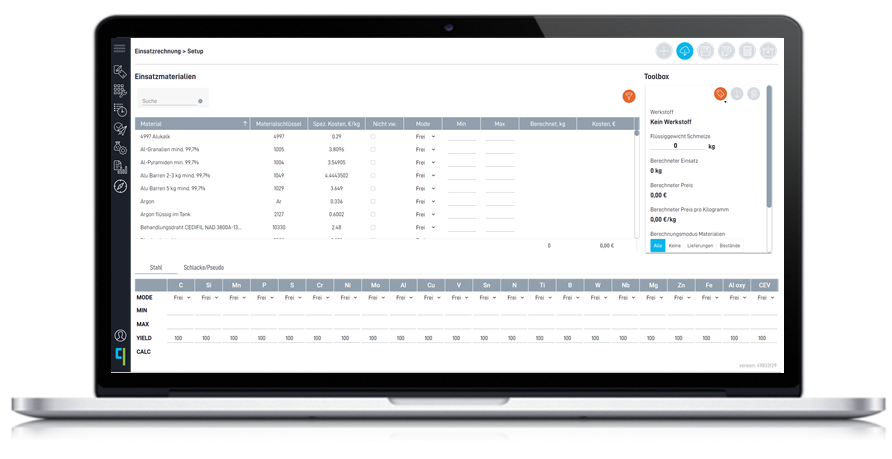 Einsatzrechnung > Setup
Einsatzmaterialien
Toolbox
Suche
Material Materialschlüssel Spez. Kosten, €/kg Nicht vw. Mode Min Max Berechnet, kg Kosten, €
4997 Alukalk 4997 0.29 Frei
Al-Granalien mind. 99,7% 1005 3.8096 Frei
Al-Pyramiden min. 99,7% 1004 3.54905 Frei
Alu Barren 2-3 kg mind. 99,7% 1049 4.4443502 Frei
Alu Barren 5 kg mind. 99,7% 1029 3.649 Frei
Argon Ar 0.336 Frei
Argon flüssig im Tank 2127 0.6002 Frei
Behandlungsdraht CEDIFIL NAD 3800A-13... 10330 2.48 Frei
0 0,00 €
Werkstoff
Kein Werkstoff
Flüssiggewicht Schmelze
0 kg
Berechneter Einsatz
0 kg
Berechneter Preis
0,00 €
Berechneter Preis pro Kilogramm
0,00 €/kg
Berechnungsmodus Materialien
Alle Keine Lieferungen Bestände
Stahl Schlacke/Pseudo
C Si Mn P S Cr Ni Mo Al Cu V Sn N Ti B W Nb Mg Zn Fe Al oxy CEV
MODE Frei Frei Frei Frei Frei Frei Frei Frei Frei Frei Frei Frei Frei Frei Frei Frei Frei Frei Frei Frei Frei Frei
MIN
MAX
YIELD 100 100 100 100 100 100 100 100 100 100 100 100 100 100 100 100 100 100 100 100 100 100
CALC